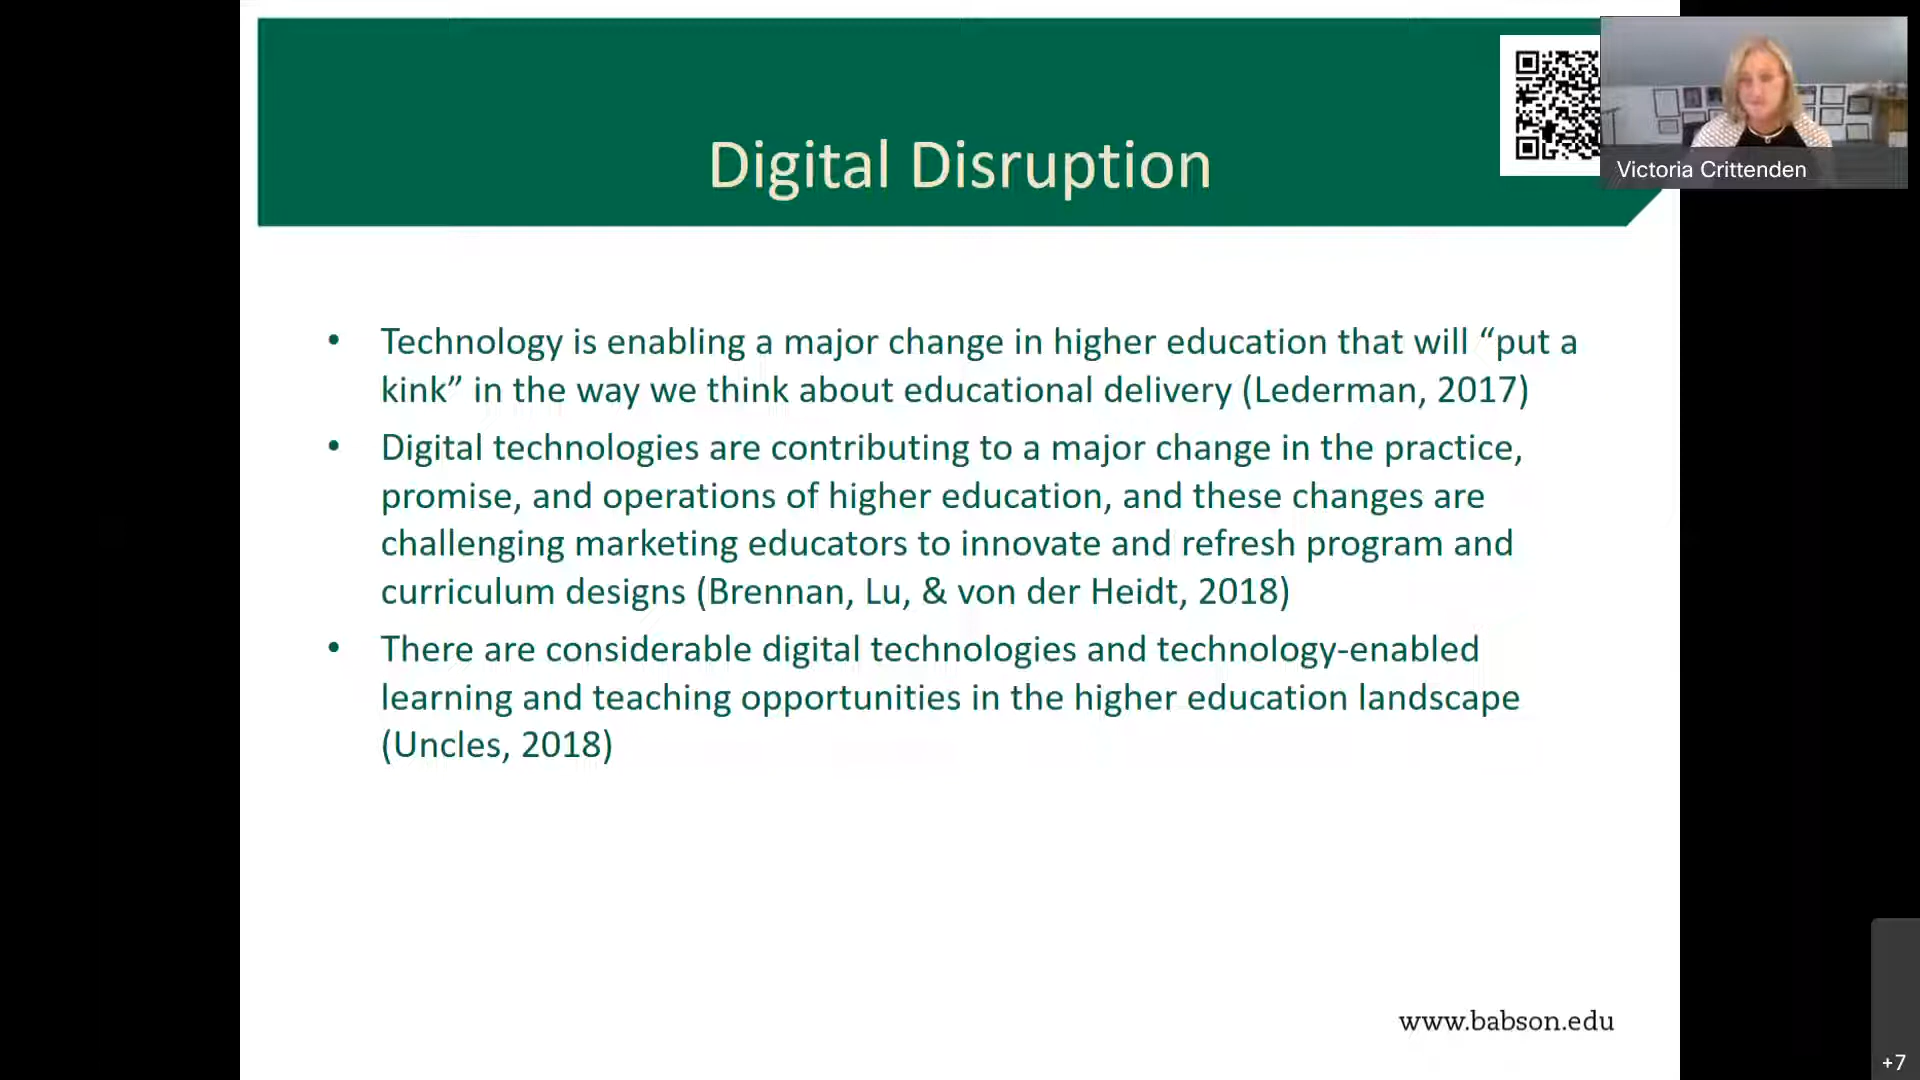 Digital Disruption
Victoria Crittenden
• Technology is enabling a major change in higher education that will “put a
kink” in the way we think about educational delivery (Lederman, 2017)
• Digital technologies are contributing to a major change in the practice,
promise, and operations of higher education, and these changes are
challenging marketing educators to innovate and refresh program and
curriculum designs (Brennan, Lu, & von der Heidt, 2018)
• There are considerable digital technologies and technology-enabled
learning and teaching opportunities in the higher education landscape
(Uncles, 2018)
www.babson.edu
+7